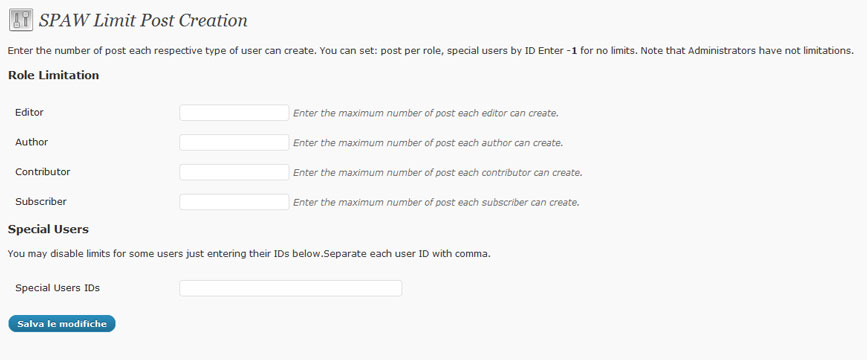 SPAW Limit Post Creation
Enter the number of post each respective type of user can create. You can set: post per role, special users by ID Enter -1 for no limits. Note that Administrators have not limitations.
Role Limitation
Editor Enter the maximum number of post each editor can create.
Author Enter the maximum number of post each author can create.
Contributor Enter the maximum number of post each contributor can create.
Subscriber Enter the maximum number of post each subscriber can create.
Special Users
You may disable limits for some users just entering their IDs below.Separate each user ID with comma.
Special Users IDs
Salva le modifiche